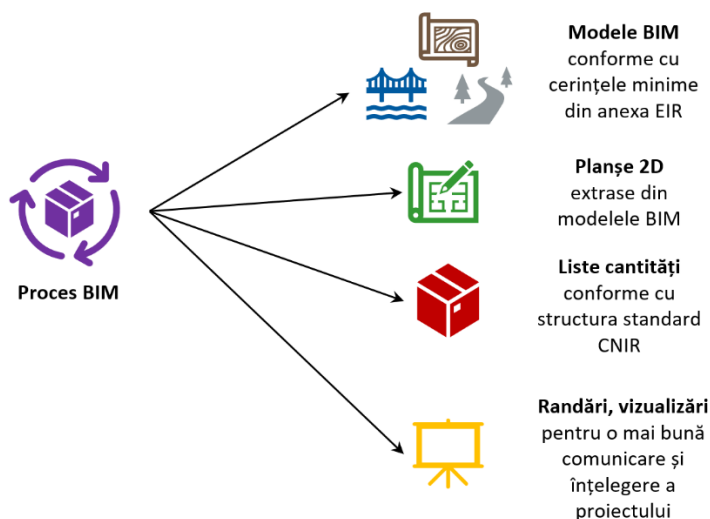 Modele BIM
conforme cu
cerințele minime
din anexa EIR
Proces BIM
Planșe 2D
extrase din
modelele BIM
Liste cantități
conforme cu
structura standard
CNIR
Randări, vizualizări
pentru o mai bună
comunicare și
înțelegere a
proiectului